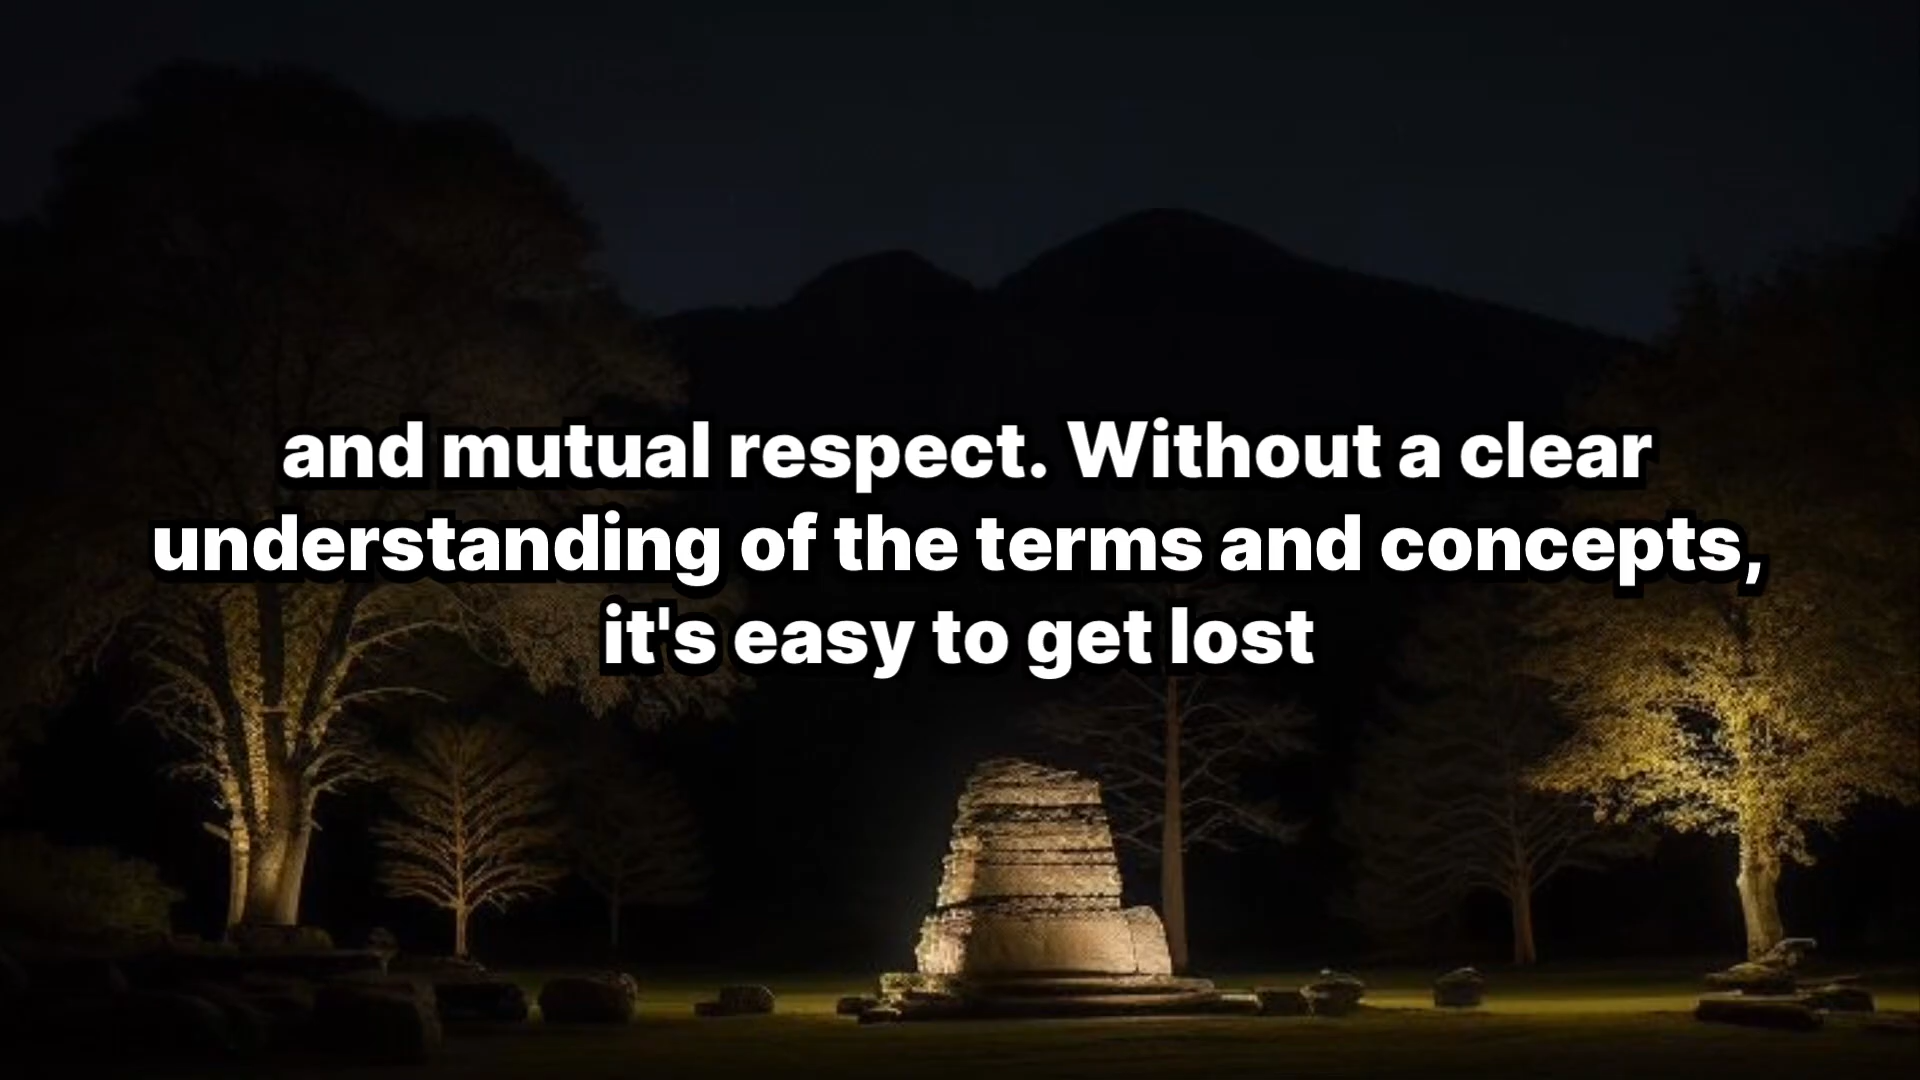 and mutual respect. Without a clear
understanding of the terms and concepts,
it's easy to get lost